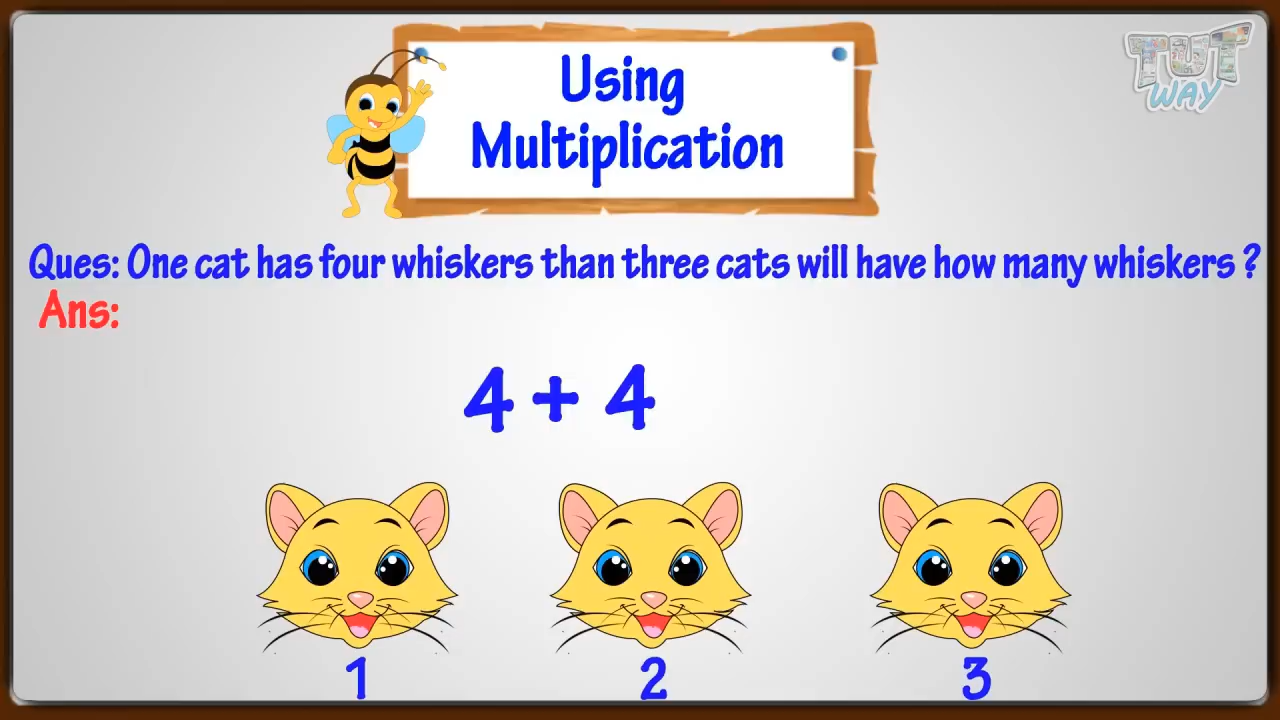 TUT
WAY
Using
Multiplication
Ques: One cat has four whiskers than three cats will have how many whiskers ?
Ans:
4 + 4
1 2 3